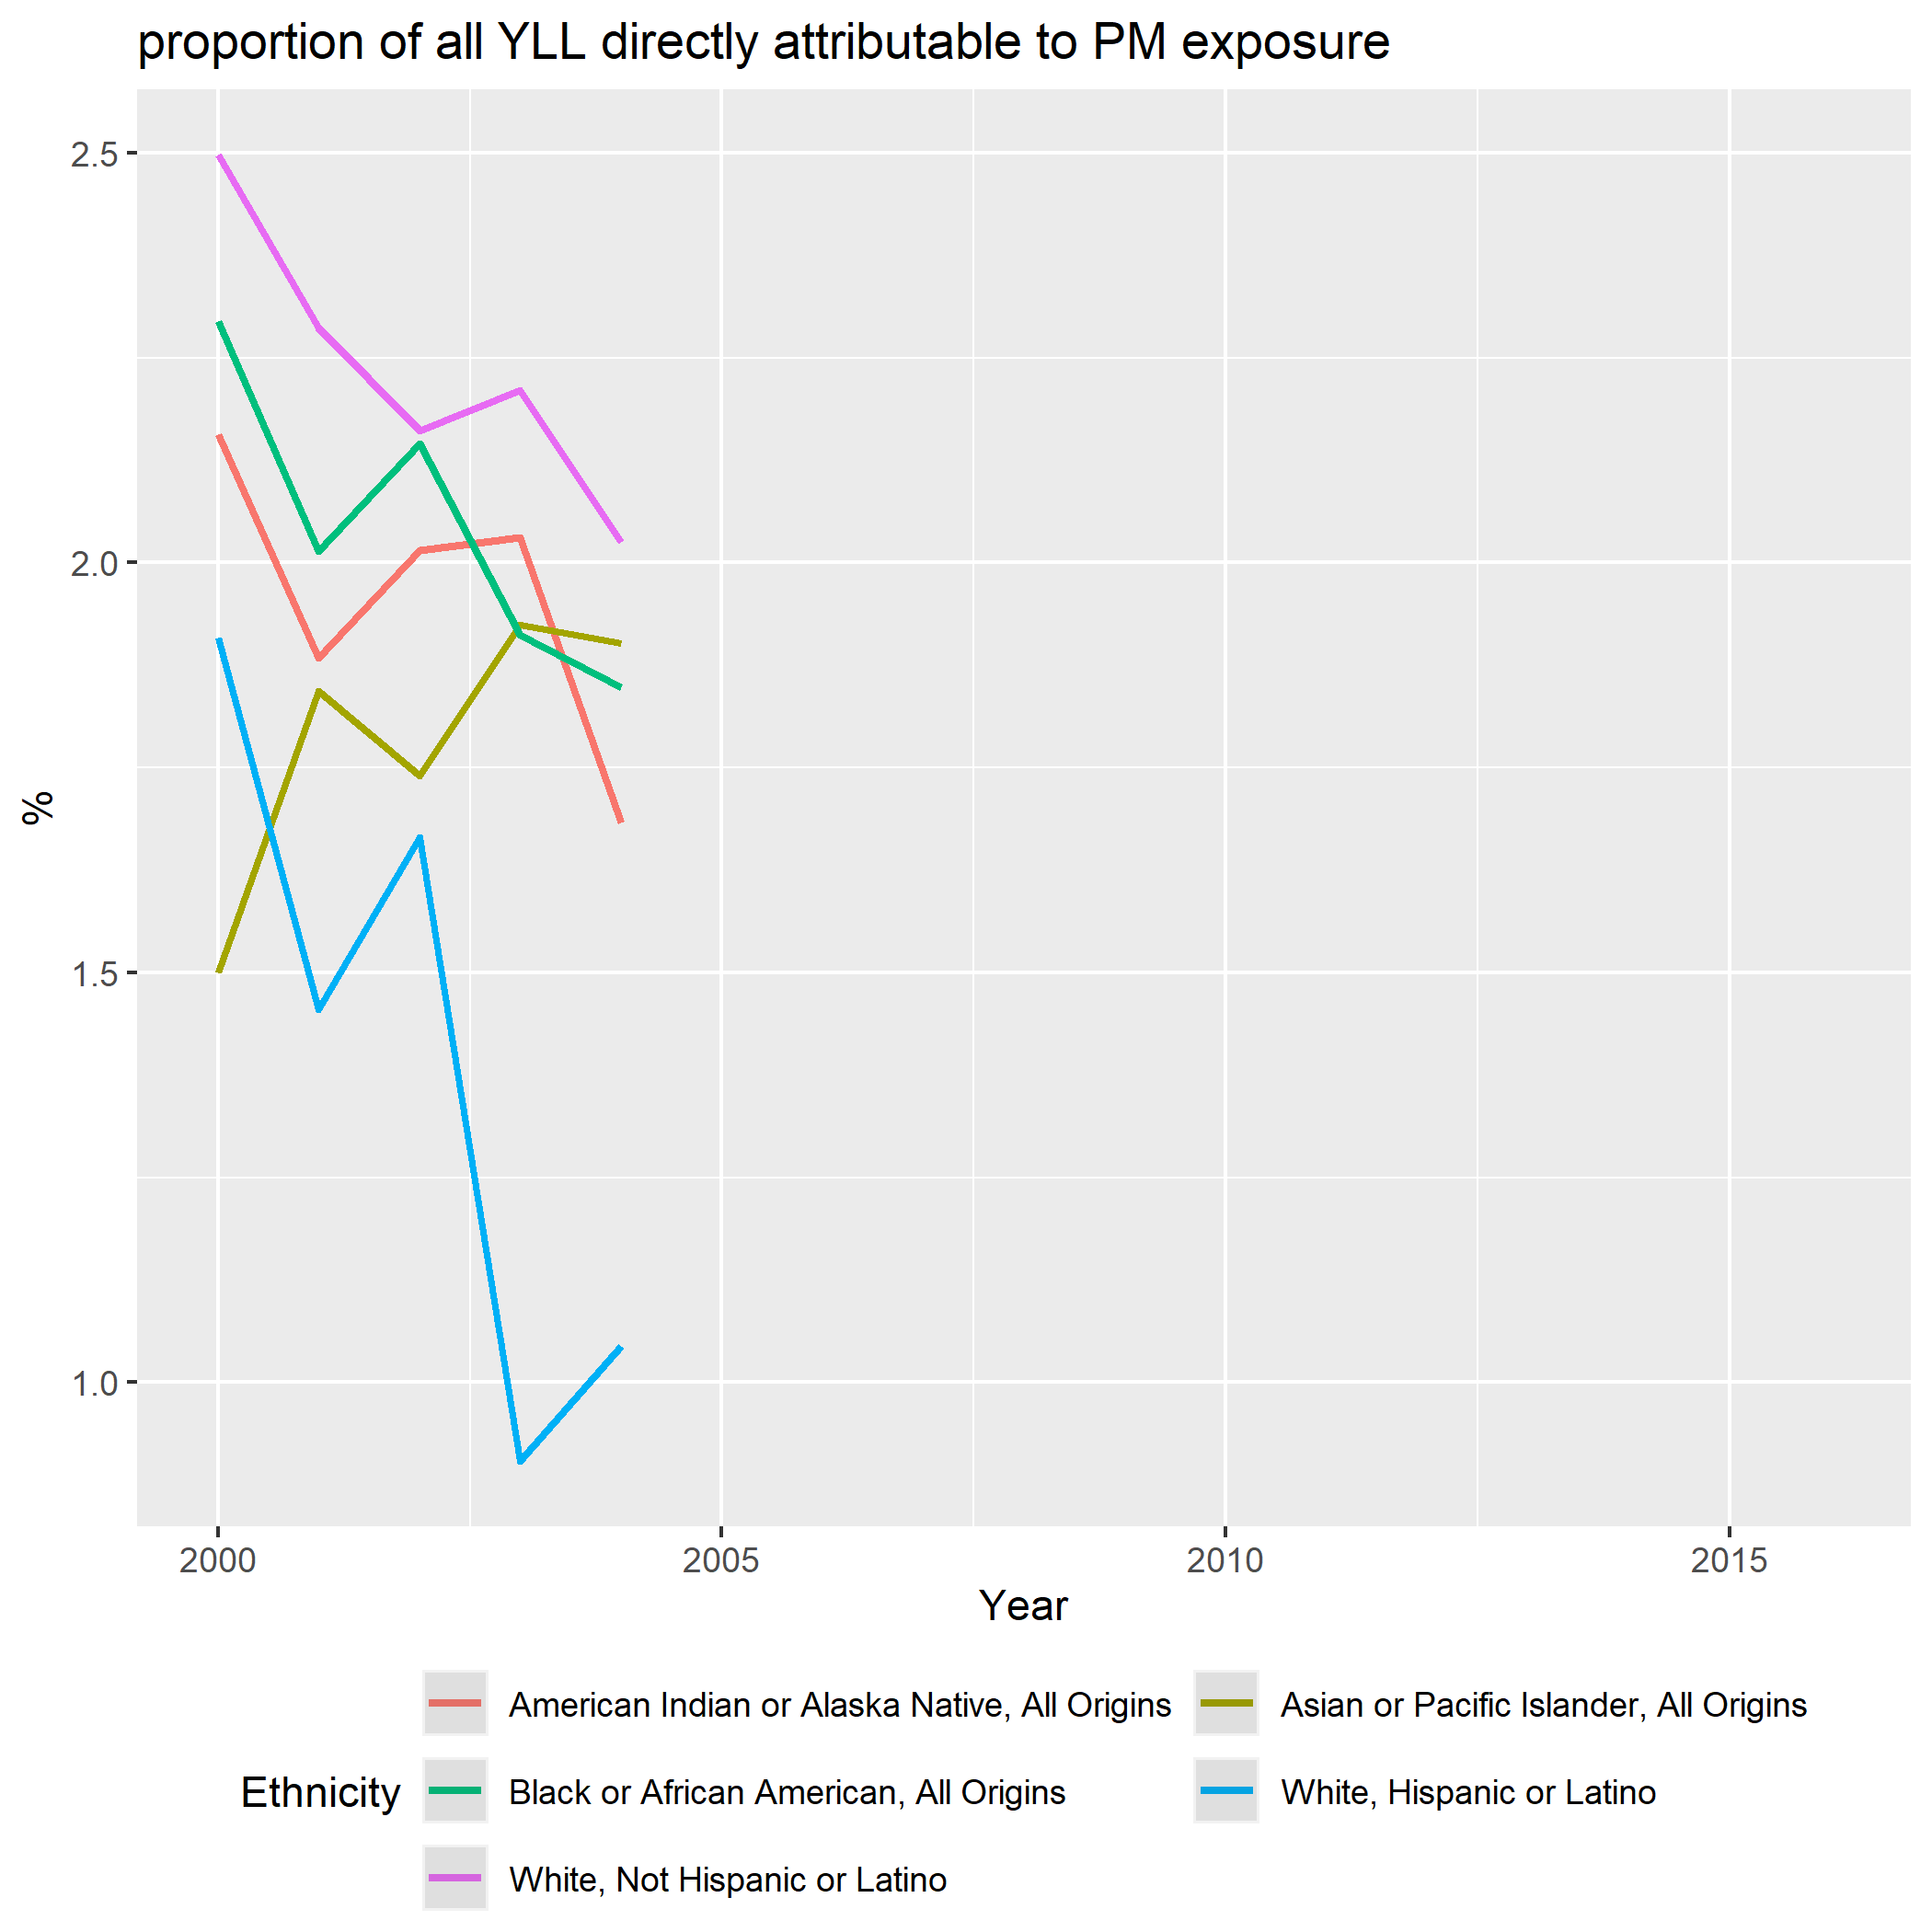 proportion of all YLL directly attributable to PM exposure
2.5
2.0
1.5
1.0
%
2000 2005 2010 2015
Year
Ethnicity
American Indian or Alaska Native, All Origins
Asian or Pacific Islander, All Origins
Black or African American, All Origins
White, Hispanic or Latino
White, Not Hispanic or Latino